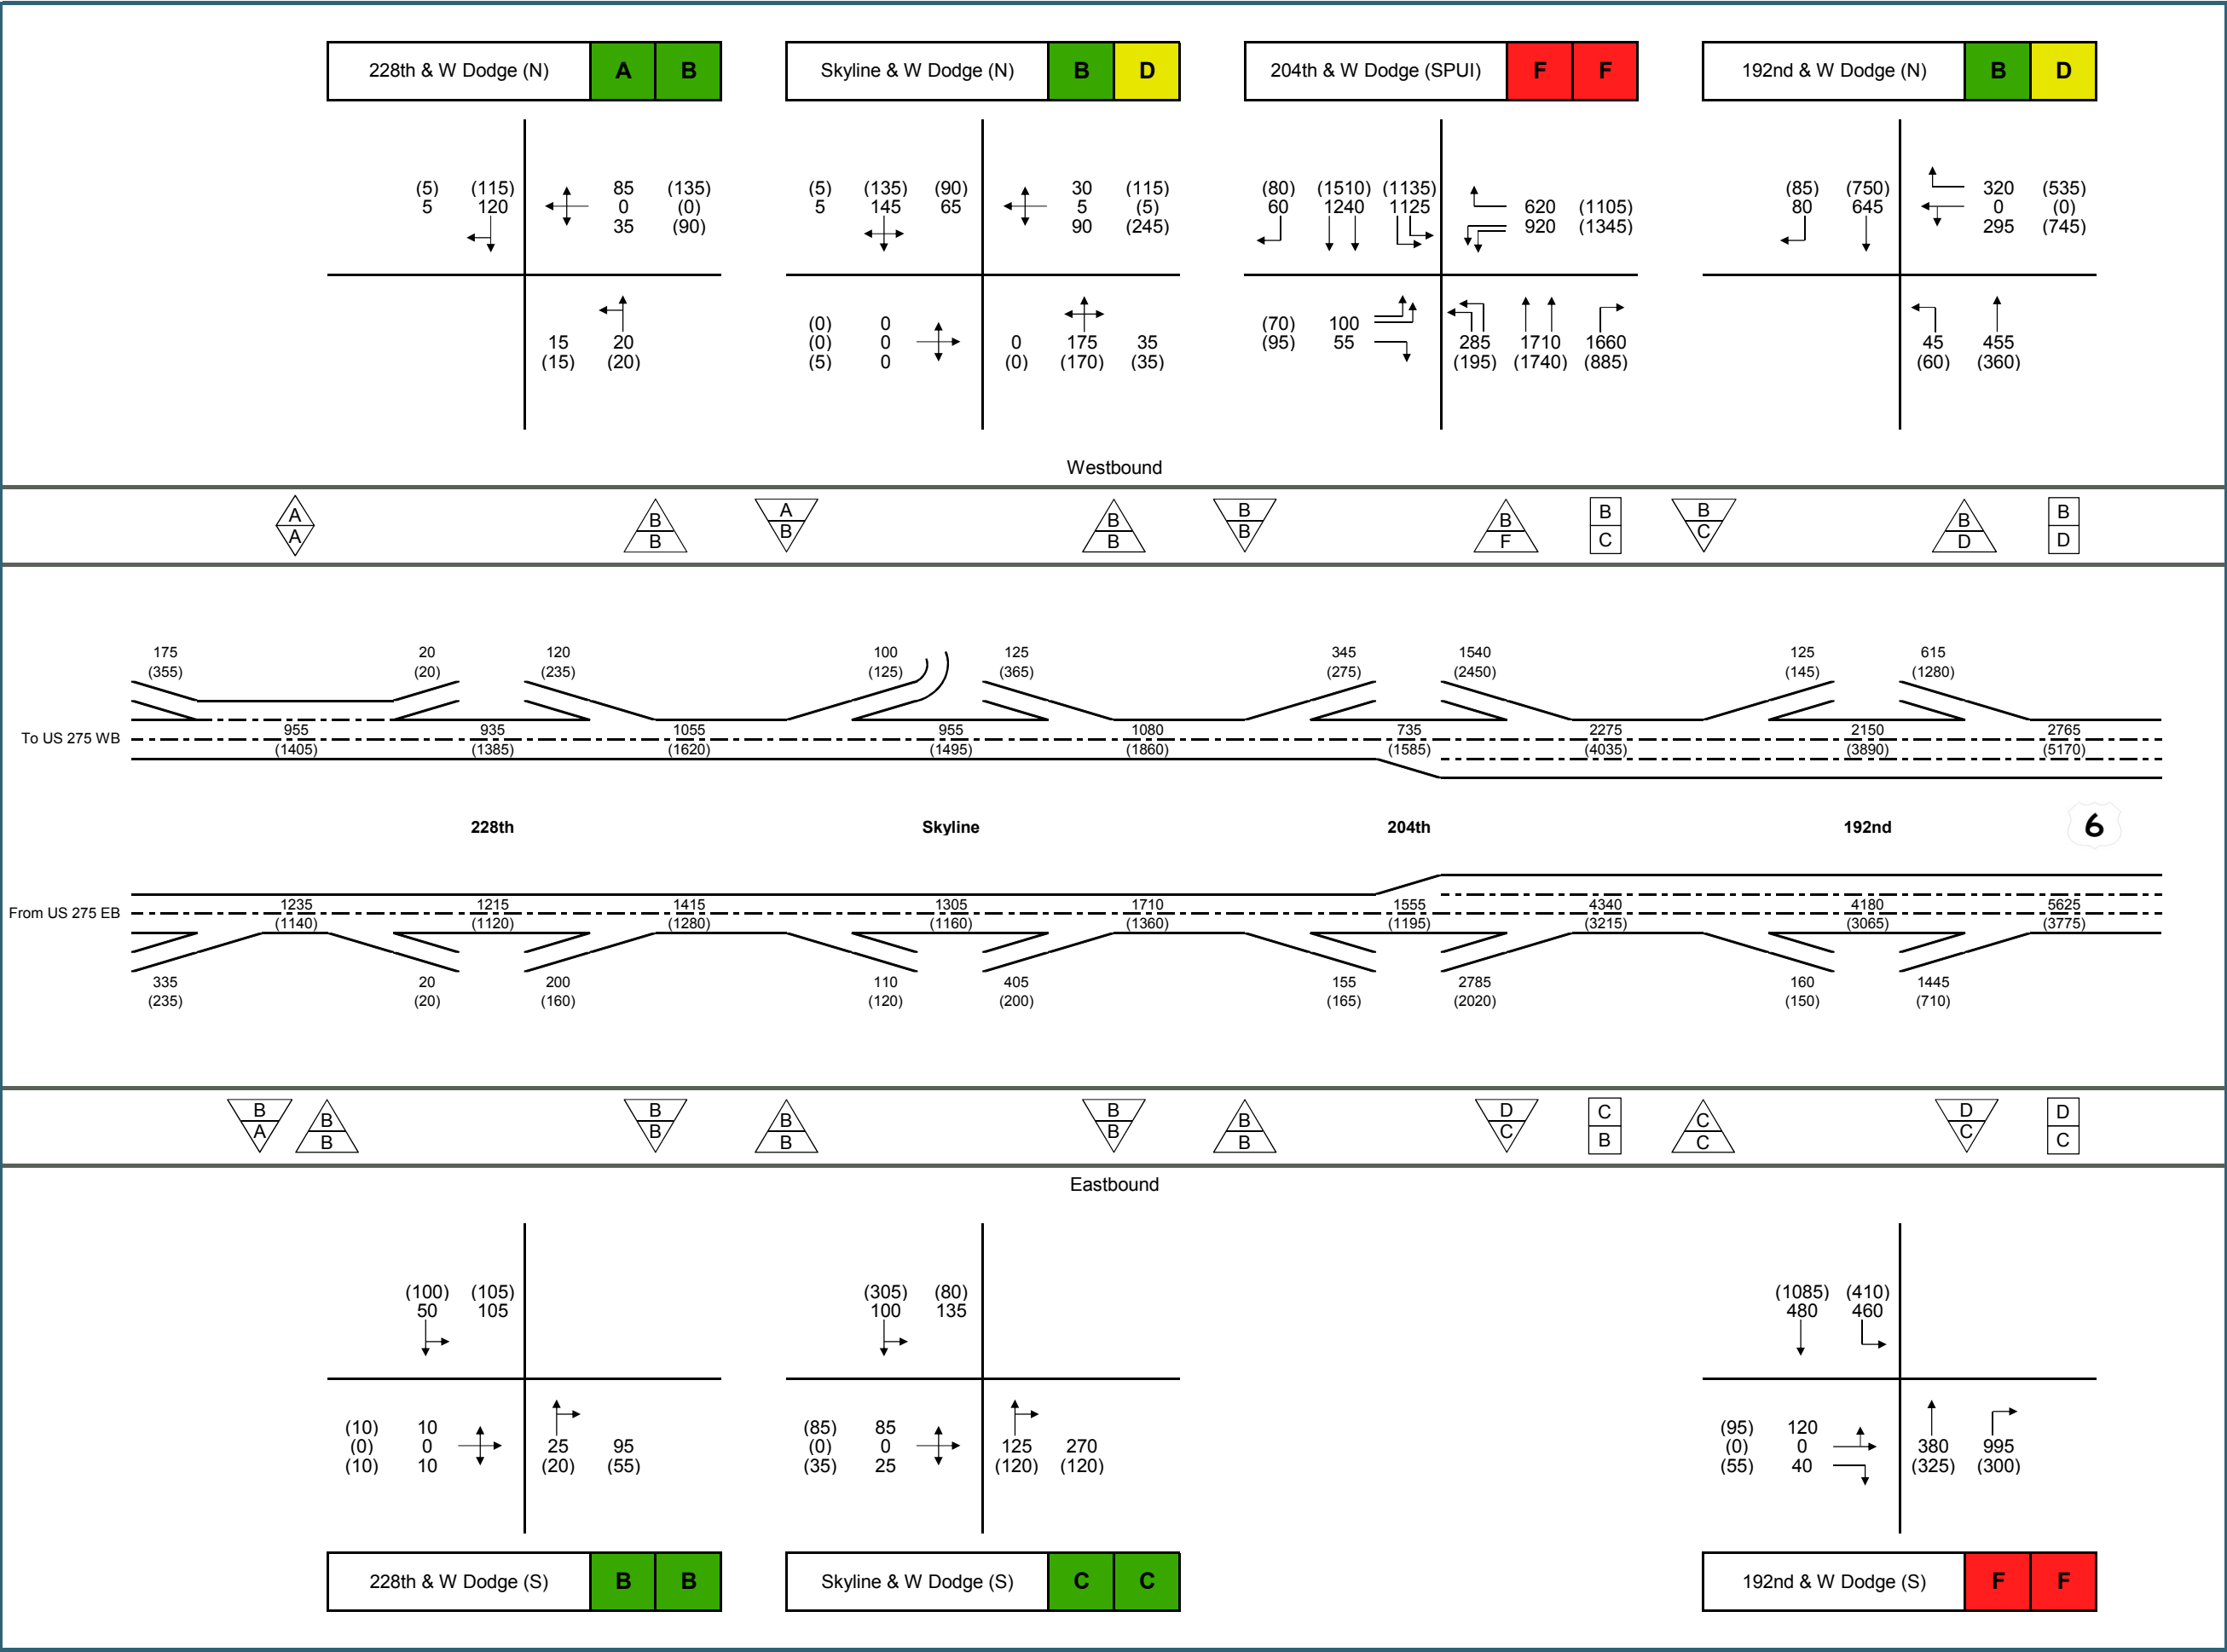 228th & W Dodge (N) A B Skyline & W Dodge (N) B D 204th & W Dodge (SPUI) F F 192nd & W Dodge (N) B D
(5) (115) 85 (135) (5) (135) (90) 30 (115) (80) (1510) (1135) (85) (750) 320 (535)
5 120 0 (0) 5 145 65 5 (5) 60 1240 1125 620 (1105) 80 645 0 (0)
35 (90) 90 (245) 920 (1345) 295 (745)
(0) 0 (70) 100
15 20 (0) 0 0 175 35 (95) 55 285 1710 1660 45 455
(15) (20) (5) 0 (0) (170) (35) (195) (1740) (885) (60) (360)
Westbound
A B A B B B B B B B
A B B B B F C C D D
175 20 120 100 125 345 1540 125 615
(355) (20) (235) (125) (365) (275) (2450) (145) (1280)
To US 275 WB 955 935 1055 955 1080 735 2275 2150 2765
(1405) (1385) (1620) (1495) (1860) (1585) (4035) (3890) (5170)
228th Skyline 204th 192nd 6
From US 275 EB 1235 1215 1415 1305 1710 1555 4340 4180 5625
(1140) (1120) (1280) (1160) (1360) (1195) (3215) (3065) (3775)
335 20 200 110 405 155 2785 160 1445
(235) (20) (160) (120) (200) (165) (2020) (150) (710)
B B B B B B D C C D D
A B B B B B C B C C C
Eastbound
(100) (105) (305) (80) (1085) (410)
50 105 100 135 480 460
(10) 10 (85) 85 (95) 120
(0) 0 25 95 (0) 0 125 270 (0) 0 380 995
(10) 10 (20) (55) (35) 25 (120) (120) (55) 40 (325) (300)
228th & W Dodge (S) B B Skyline & W Dodge (S) C C 192nd & W Dodge (S) F F